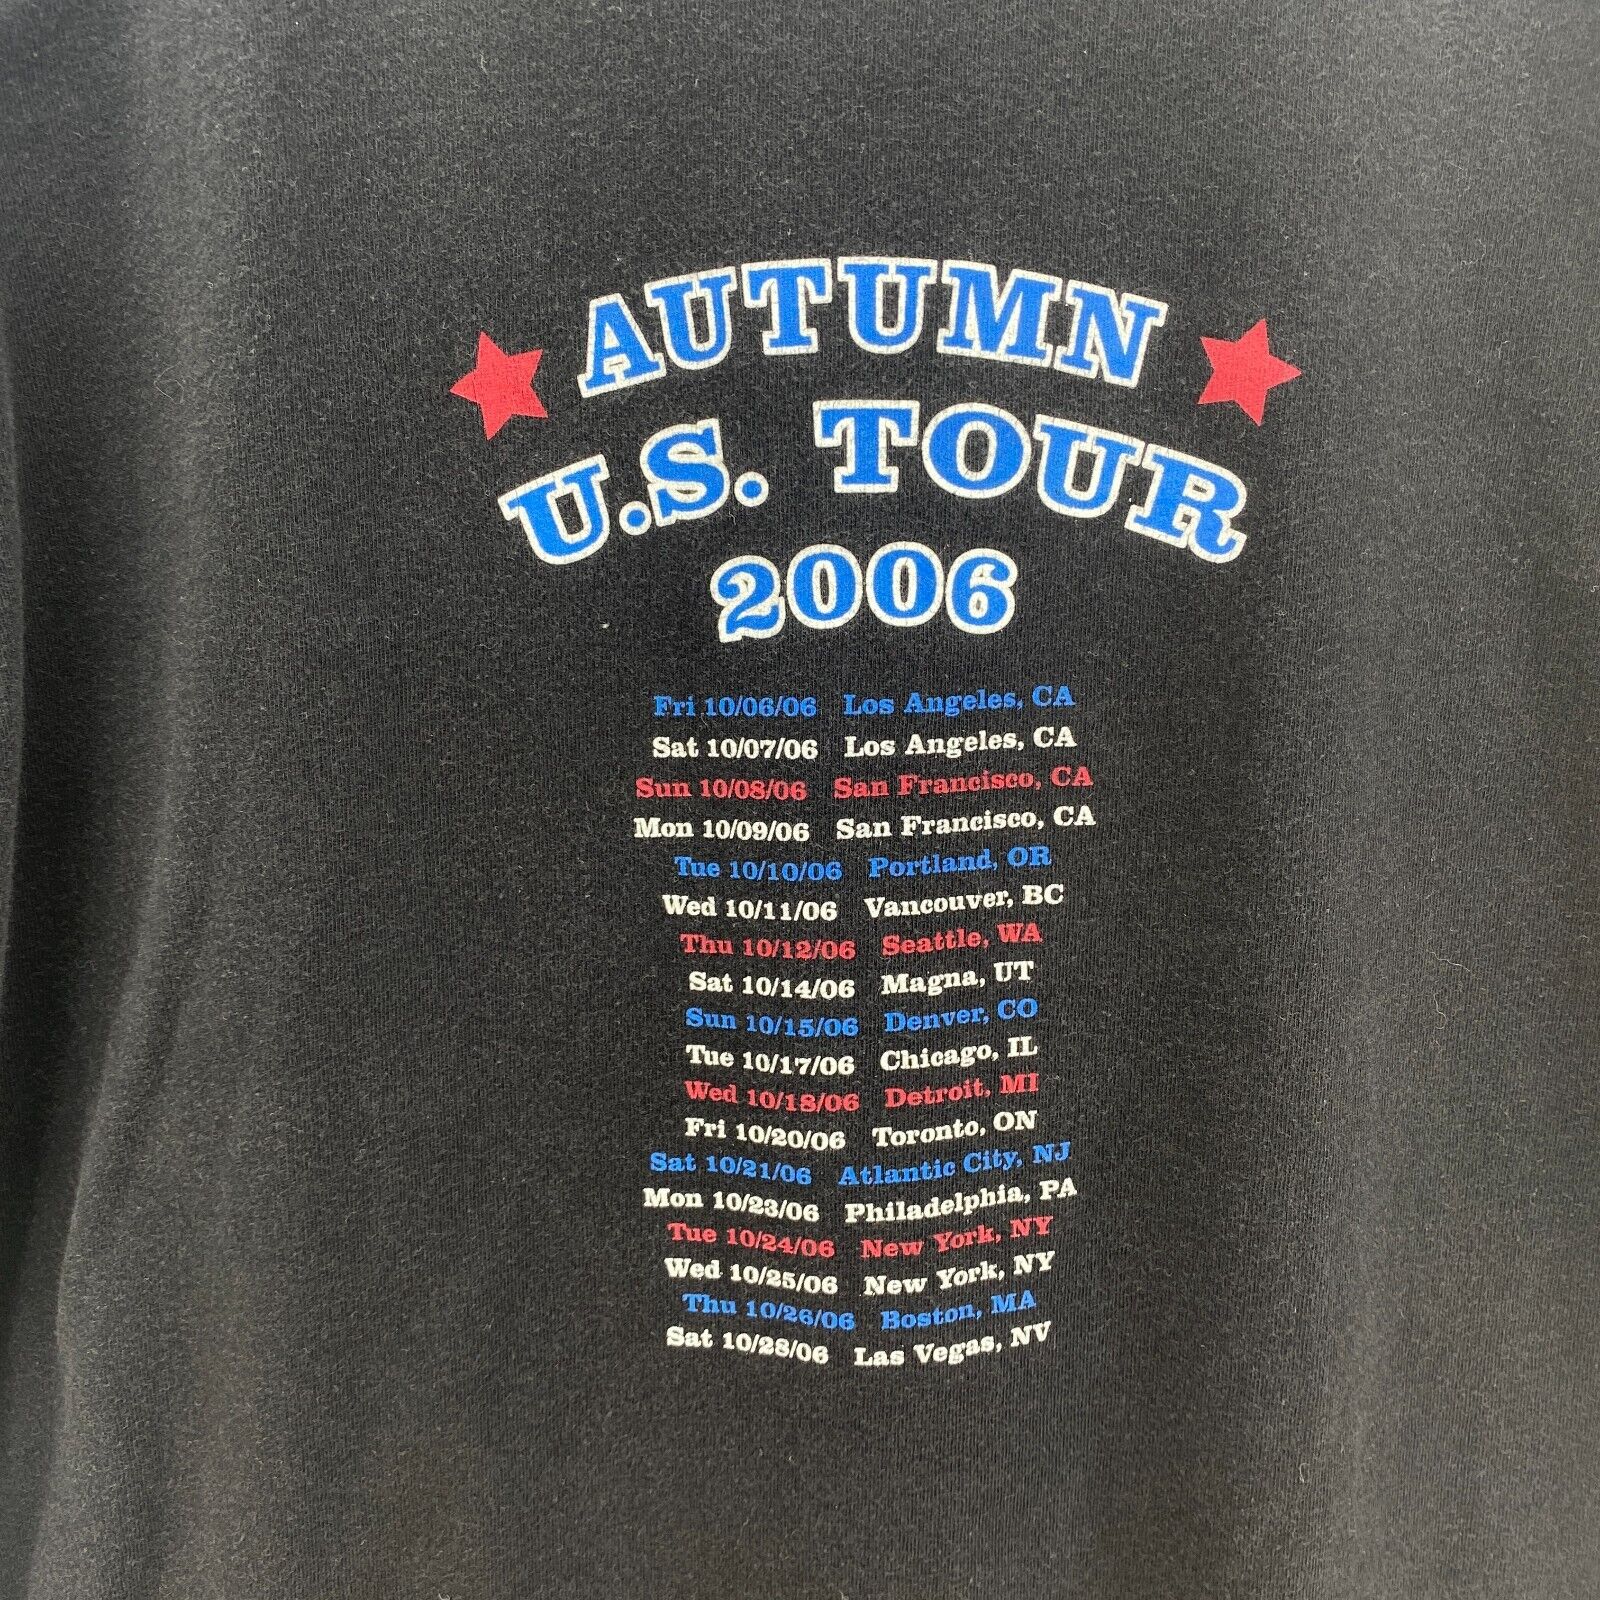 AUTUMN
U.S. TOUR
2006
Fri 10/06/06 Los Angeles, CA
Sat 10/07/06 Los Angeles, CA
Sun 10/08/06 San Francisco, CA
Mon 10/09/06 San Francisco, CA
Tue 10/10/06 Portland, OR
Wed 10/11/06 Vancouver, BC
Thu 10/12/06 Seattle, WA
Sat 10/14/06 Magna, UT
Sun 10/15/06 Denver, CO
Tue 10/17/06 Chicago, IL
Wed 10/18/06 Detroit, MI
Fri 10/20/06 Toronto, ON
Sat 10/21/06 Atlantic City, NJ
Mon 10/23/06 Philadelphia, PA
Tue 10/24/06 New York, NY
Wed 10/25/06 New York, NY
Thu 10/26/06 Boston, MA
Sat 10/28/06 Las Vegas, NV